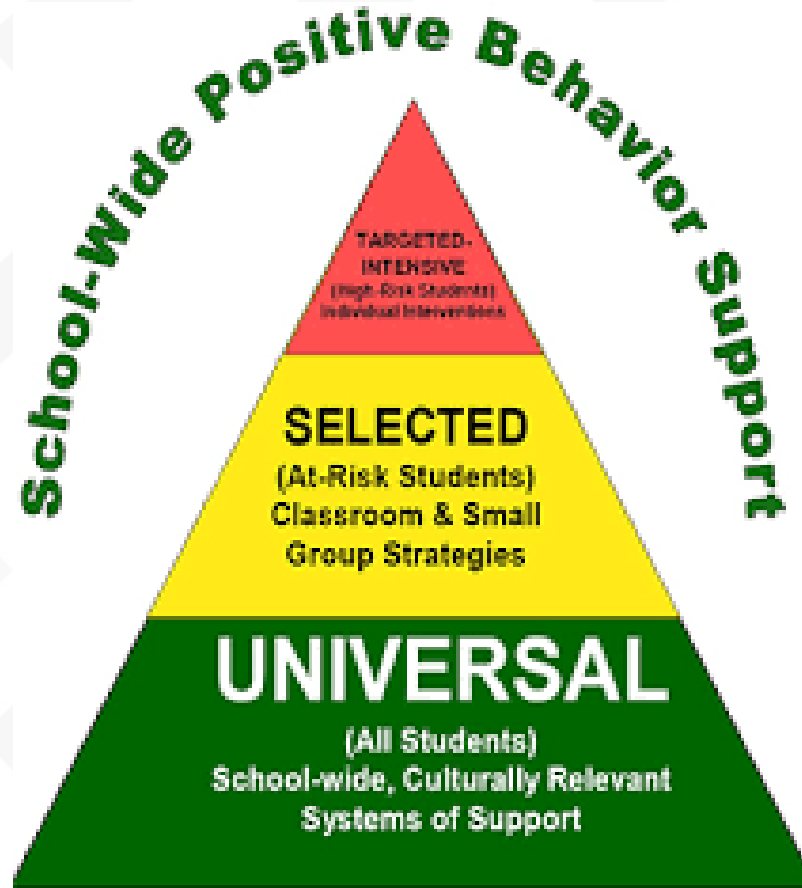 School-Wide Positive Behavior Support
TARGETED-
INTENSIVE
(High-Risk Students)
Individual Interventions
SELECTED
(At-Risk Students)
Classroom & Small
Group Strategies
UNIVERSAL
(All Students)
School-wide, Culturally Relevant
Systems of Support